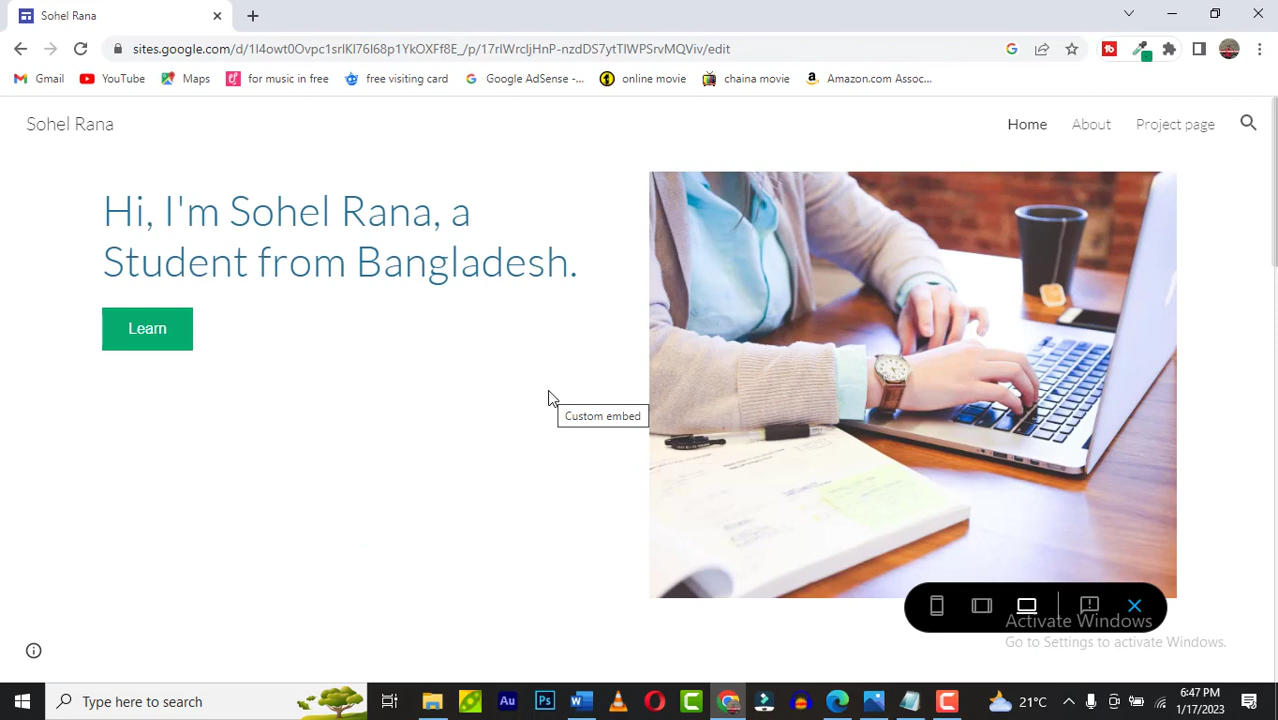 Sohel Rana
sites.google.com/d/1I4owt0Ovpc1srIKI76I68p1YkOXFf8E_/p/17rIWrcIjHnP-nzdDS7ytTIWPSrvMQViv/edit
Gmail YouTube Maps for music in free free visiting card Google AdSense -... online movie chaina movie Amazon.com Assoc...
Sohel Rana Home About Project page
Hi, I'm Sohel Rana, a
Student from Bangladesh.
Learn
Custom embed
Activate Windows
Go to Settings to activate Windows.
Type here to search
21°C
6:47 PM
1/17/2023